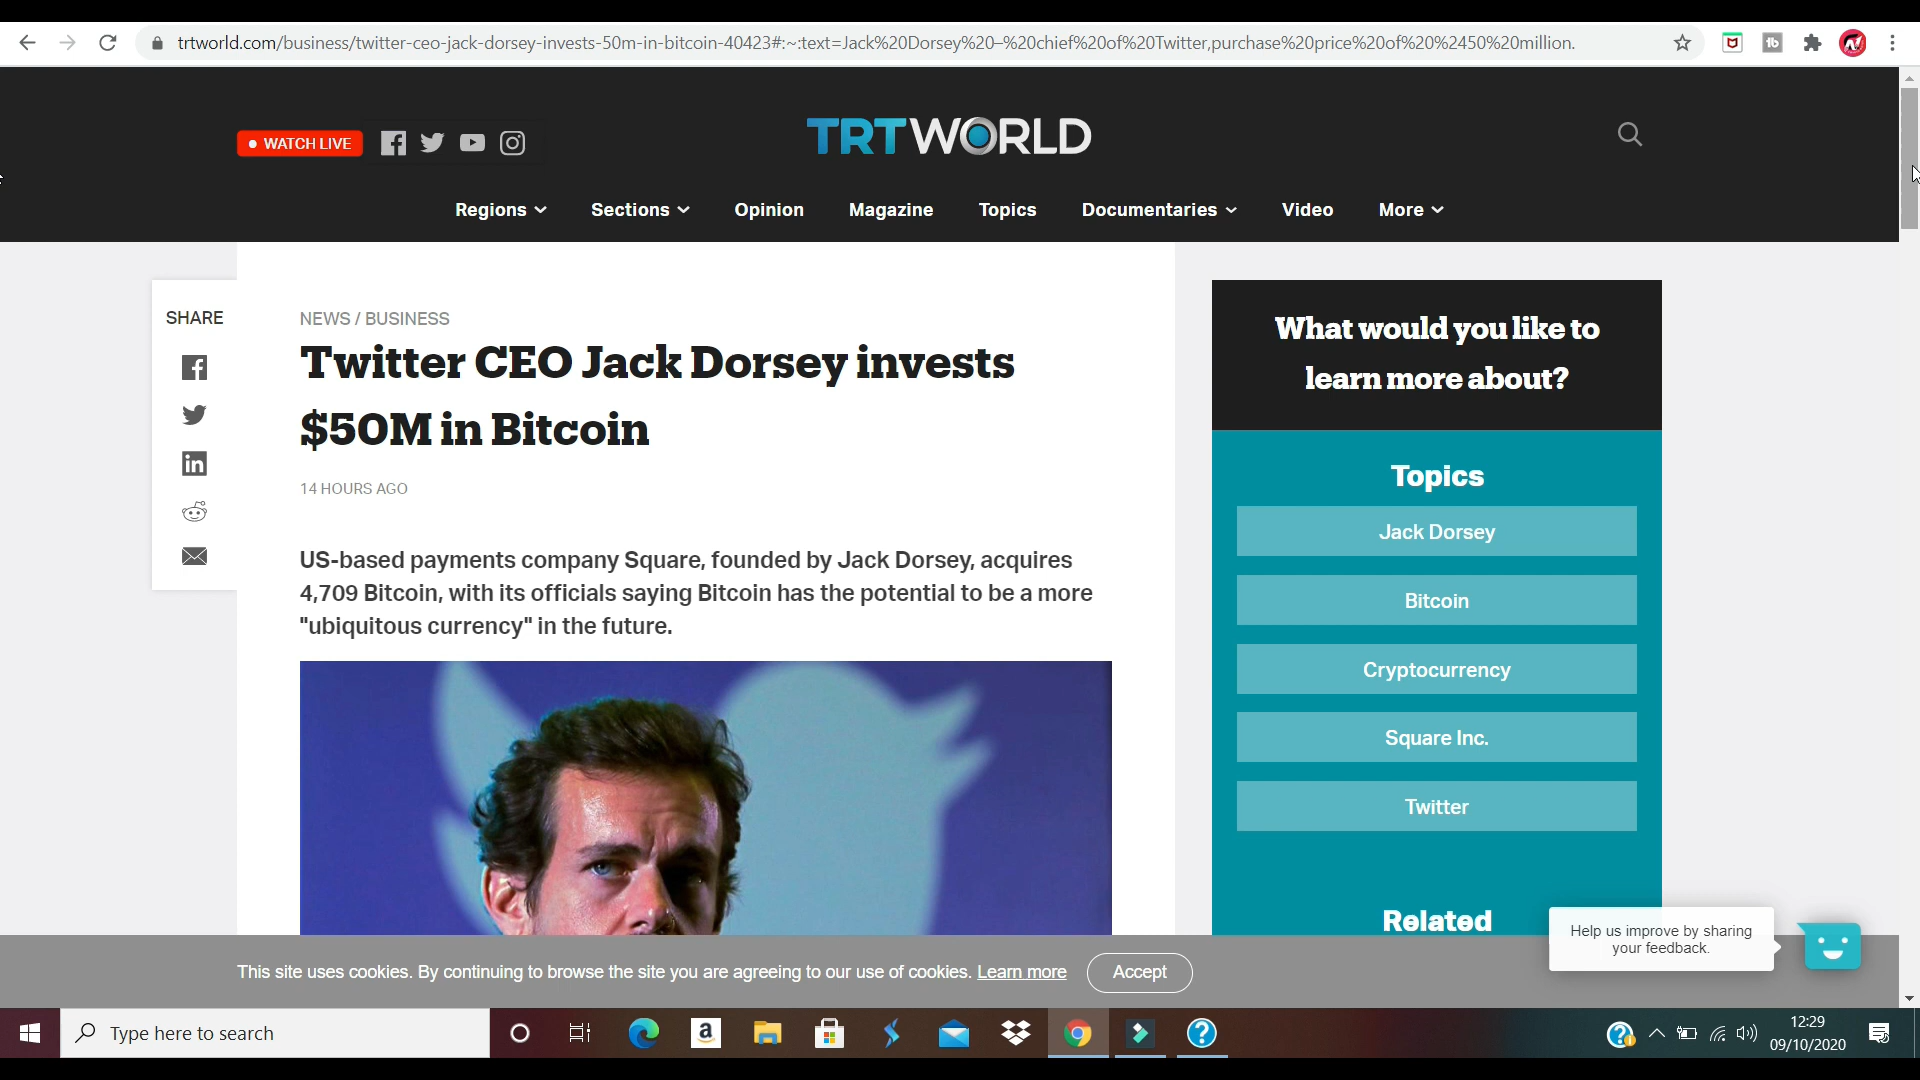 trtworld.com/business/twitter-ceo-jack-dorsey-invests-50m-in-bitcoin-40423#:~:text=Jack%20Dorsey%20–%20chief%20of%20Twitter,purchase%20price%20of%20%2450%20million.
WATCH LIVE
TRTWORLD
Regions
Sections
Opinion
Magazine
Topics
Documentaries
Video
More
SHARE
NEWS / BUSINESS
Twitter CEO Jack Dorsey invests
$50M in Bitcoin
14 HOURS AGO
US-based payments company Square, founded by Jack Dorsey, acquires
4,709 Bitcoin, with its officials saying Bitcoin has the potential to be a more
"ubiquitous currency" in the future.
What would you like to
learn more about?
Topics
Jack Dorsey
Bitcoin
Cryptocurrency
Square Inc.
Twitter
Related
Help us improve by sharing
your feedback.
This site uses cookies. By continuing to browse the site you are agreeing to our use of cookies. Learn more
Accept
Type here to search
12:29
09/10/2020